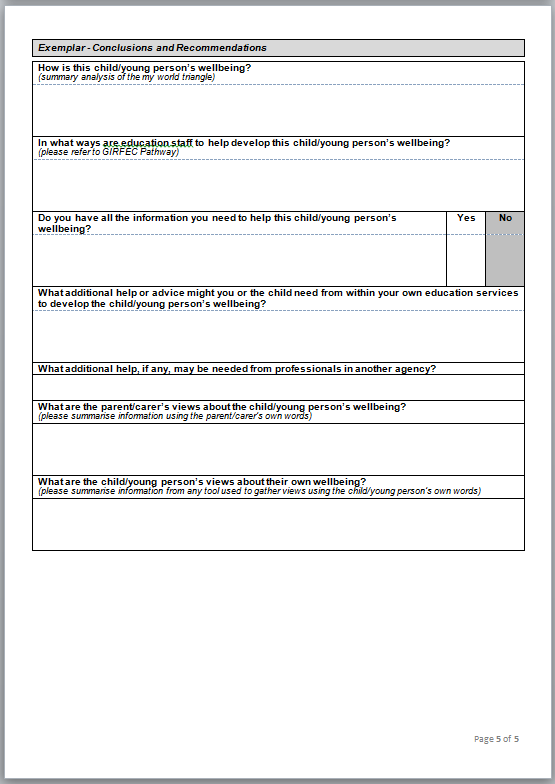 Exemplar - Conclusions and Recommendations
How is this child/young person's wellbeing?
(summary analysis of the my world triangle)
In what ways are education staff to help develop this child/young person's wellbeing?
(please refer to GIRFEC Pathway)
Do you have all the information you need to help this child/young person's
wellbeing?
Yes
No
What additional help or advice might you or the child need from within your own education services
to develop the child/young person's wellbeing?
What additional help, if any, may be needed from professionals in another agency?
What are the parent/carer's views about the child/young person's wellbeing?
(please summarise information using the parent/carer's own words)
What are the child/young person's views about their own wellbeing?
(please summarise information from any tool used to gather views using the child/young person's own words)
Page 5 of 5